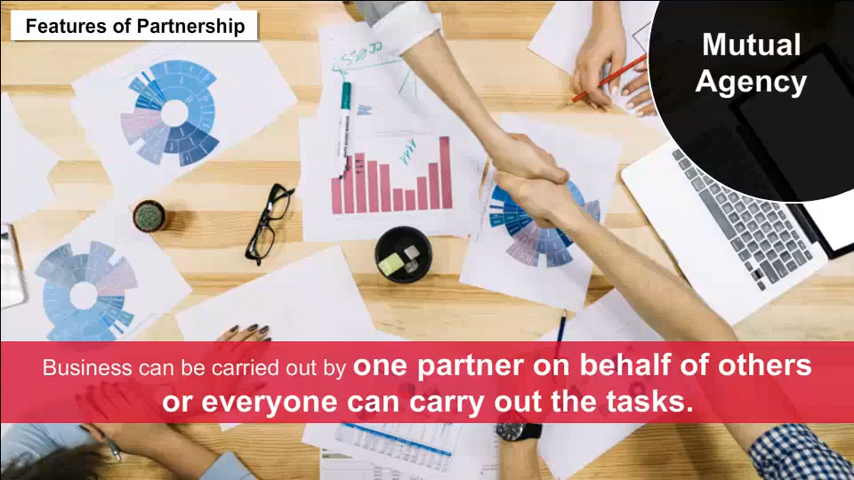 Features of Partnership
Mutual
Agency
Business can be carried out by one partner on behalf of others
or everyone can carry out the tasks.